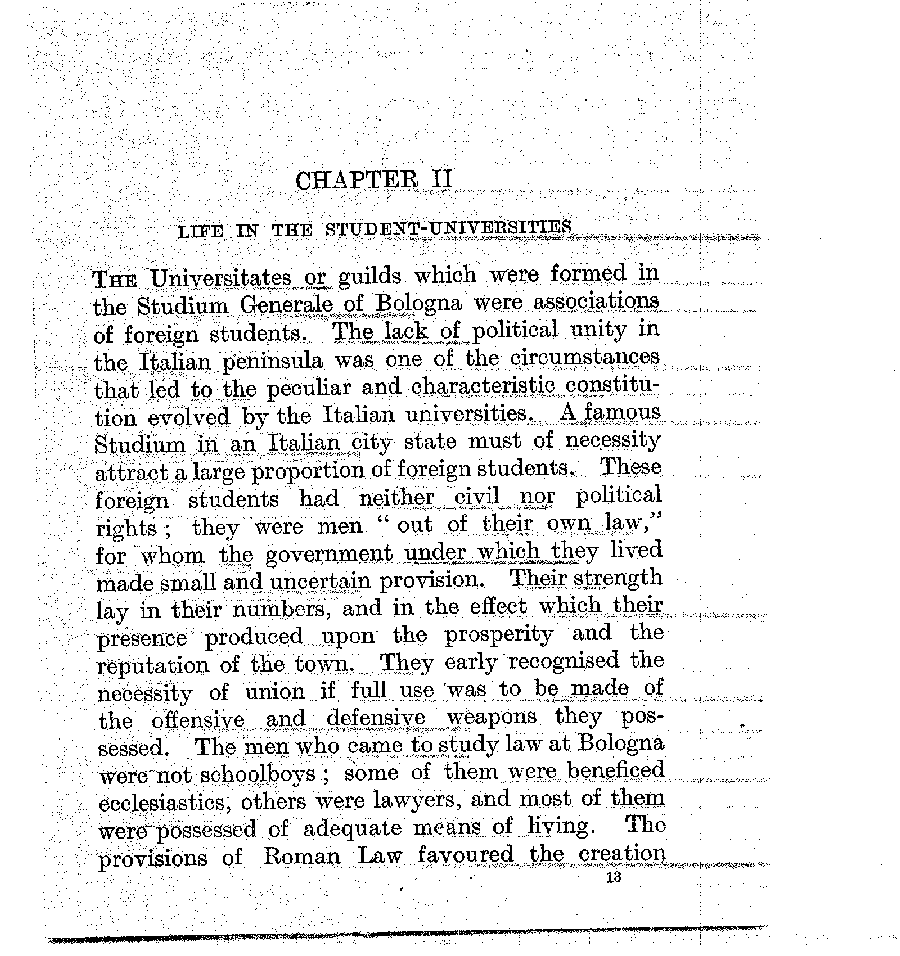 CHAPTER II
LIFE IN THE STUDENT-UNIVERSITIES
THE Universitates or guilds which were formed in
the Studium Generale of Bologna were associations
of foreign students. The lack of political unity in
the Italian peninsula was one of the circumstances
that led to the peculiar and characteristic constitu-
tion evolved by the Italian universities. A famous
Studium in an Italian city state must of necessity
attract a large proportion of foreign students. These
foreign students had neither civil nor political
rights ; they were men " out of their own law,"
for whom the government under which they lived
made small and uncertain provision. Their strength
lay in their numbers, and in the effect which their
presence produced upon the prosperity and the
reputation of the town. They early recognised the
necessity of union if full use was to be made of
the offensive and defensive weapons they pos-
sessed. The men who came to study law at Bologna
were not schoolboys ; some of them were beneficed
ecclesiastics, others were lawyers, and most of them
were possessed of adequate means of living. The
provisions of Roman Law favoured the creation
13